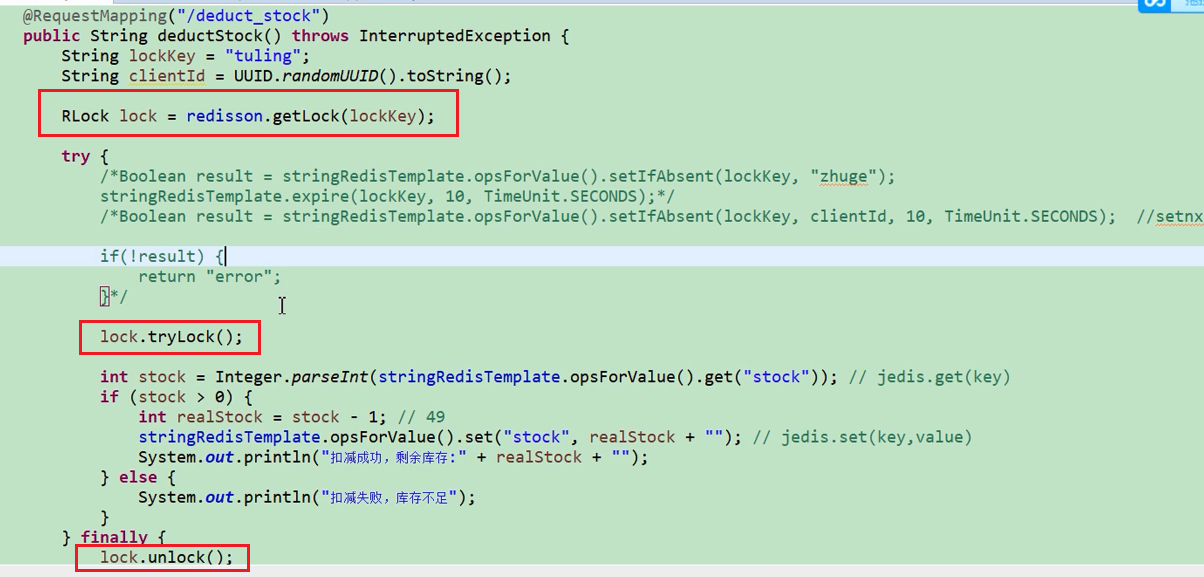 @RequestMapping("/deduct_stock")
public String deductStock() throws InterruptedException {
String lockKey = "tuling";
String clientId = UUID.randomUUID().toString();
RLock lock = redisson.getLock(lockKey);
try {
/*Boolean result = stringRedisTemplate.opsForValue().setIfAbsent(lockKey, "zhuge");
stringRedisTemplate.expire(lockKey, 10, TimeUnit.SECONDS);*/
/*Boolean result = stringRedisTemplate.opsForValue().setIfAbsent(lockKey, clientId, 10, TimeUnit.SECONDS);  //setnx
if(!result) {
return "error";
}*/
lock.tryLock();
int stock = Integer.parseInt(stringRedisTemplate.opsForValue().get("stock")); // jedis.get(key)
if (stock > 0) {
int realStock = stock - 1; // 49
stringRedisTemplate.opsForValue().set("stock", realStock + ""); // jedis.set(key,value)
System.out.println("扣减成功，剩余库存:" + realStock + "");
} else {
System.out.println("扣减失败，库存不足");
}
} finally {
lock.unlock();